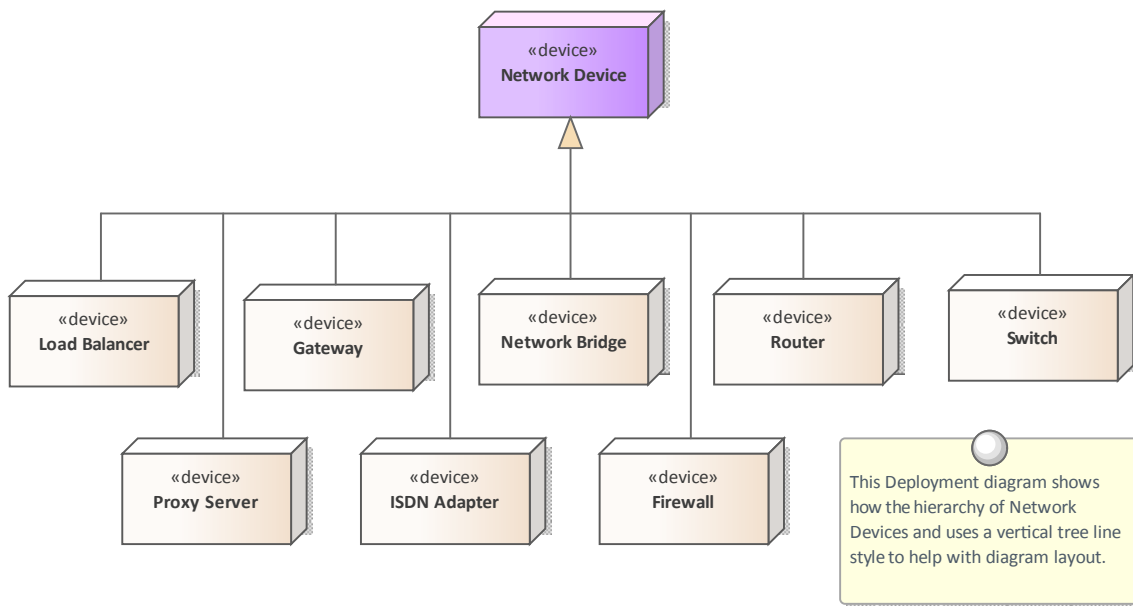 «device»
Network Device
«device»
Load Balancer
«device»
Gateway
«device»
Network Bridge
«device»
Router
«device»
Switch
«device»
Proxy Server
«device»
ISDN Adapter
«device»
Firewall
This Deployment diagram shows
how the hierarchy of Network
Devices and uses a vertical tree line
style to help with diagram layout.